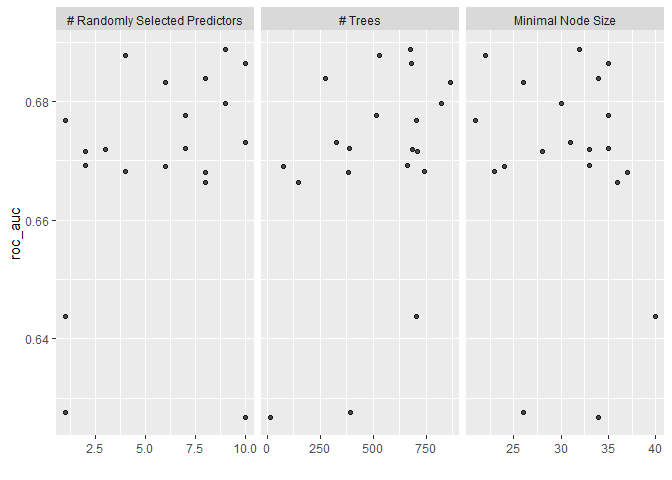 # Randomly Selected Predictors # Trees Minimal Node Size
0.68
0.66
0.64
roc_auc
2.5 5.0 7.5 10.0 0 250 500 750 25 30 35 40